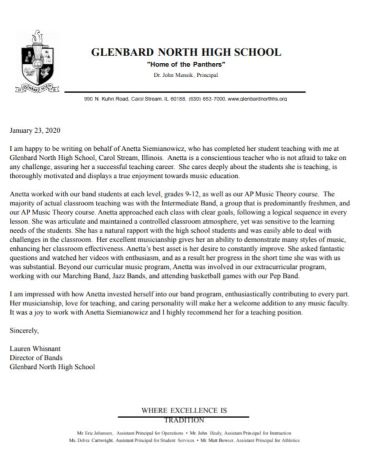 GLENBARD NORTH HIGH SCHOOL
"Home of the Panthers"
Dr. John Mensik, Principal
990 N. Kuhn Road, Carol Stream, IL 60188, (630) 653-7000, www.glenbardnorthhs.org
January 23, 2020
I am happy to be writing on behalf of Anetta Siemianowicz, who has completed her student teaching with me at
Glenbard North High School, Carol Stream, Illinois. Anetta is a conscientious teacher who is not afraid to take on
any challenge, assuring her a successful teaching career. She cares deeply about the students she is teaching, is
thoroughly motivated and displays a true enjoyment towards music education.
Anetta worked with our band students at each level, grades 9-12, as well as our AP Music Theory course. The
majority of actual classroom teaching was with the Intermediate Band, a group that is predominantly freshmen, and
our AP Music Theory course. Anetta approached each class with clear goals, following a logical sequence in every
lesson. She was articulate and maintained a controlled classroom atmosphere, yet was sensitive to the learning
needs of the students. She has a natural rapport with the high school students and was easily able to deal with
challenges in the classroom. Her excellent musicianship gives her an ability to demonstrate many styles of music,
enhancing her classroom effectiveness. Anetta's best asset is her desire to constantly improve. She asked fantastic
questions and watched her videos with enthusiasm, and as a result her progress in the short time she was with us
was substantial. Beyond our curricular music program, Anetta was involved in our extracurricular program,
working with our Marching Band, Jazz Bands, and attending basketball games with our Pep Band.
I am impressed with how Anetta invested herself into our band program, enthusiastically contributing to every part.
Her musicianship, love for teaching, and caring personality will make her a welcome addition to any music faculty.
It was a joy to work with Anetta Siemianowicz and I highly recommend her for a teaching position.
Sincerely,
Lauren Whisnant
Director of Bands
Glenbard North High School
WHERE EXCELLENCE IS
TRADITION
Mr. Eric Johansen, Assistant Principal for Operations • Mr. John Healy, Assistant Principal for Instruction
Ms. Debra Cartwright, Assistant Principal for Student Services • Mr. Matt Bowser, Assistant Principal for Athletics